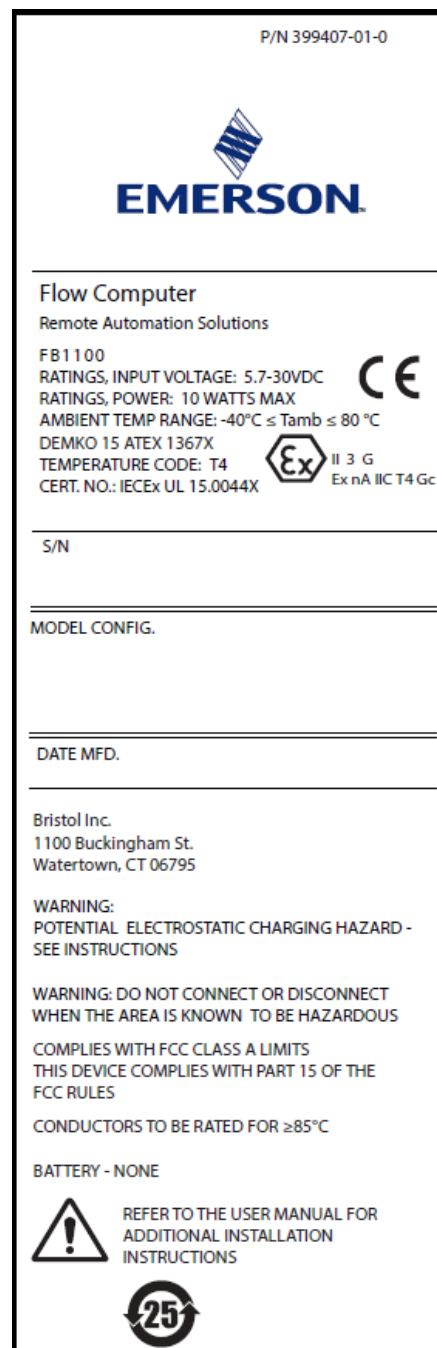 P/N 399407-01-0
EMERSON™
Flow Computer
Remote Automation Solutions
FB1100
RATINGS, INPUT VOLTAGE: 5.7-30VDC
RATINGS, POWER: 10 WATTS MAX
AMBIENT TEMP RANGE: -40°C ≤ Tamb ≤ 80 °C
DEMKO 15 ATEX 1367X
TEMPERATURE CODE: T4
CERT. NO.: IECEx UL 15.0044X
CE
Ex
II 3 G
Ex nA IIC T4 Gc
S/N
MODEL CONFIG.
DATE MFD.
Bristol Inc.
1100 Buckingham St.
Watertown, CT 06795
WARNING:
POTENTIAL ELECTROSTATIC CHARGING HAZARD -
SEE INSTRUCTIONS
WARNING: DO NOT CONNECT OR DISCONNECT
WHEN THE AREA IS KNOWN TO BE HAZARDOUS
COMPLIES WITH FCC CLASS A LIMITS
THIS DEVICE COMPLIES WITH PART 15 OF THE
FCC RULES
CONDUCTORS TO BE RATED FOR ≥85°C
BATTERY - NONE
REFER TO THE USER MANUAL FOR
ADDITIONAL INSTALLATION
INSTRUCTIONS
25